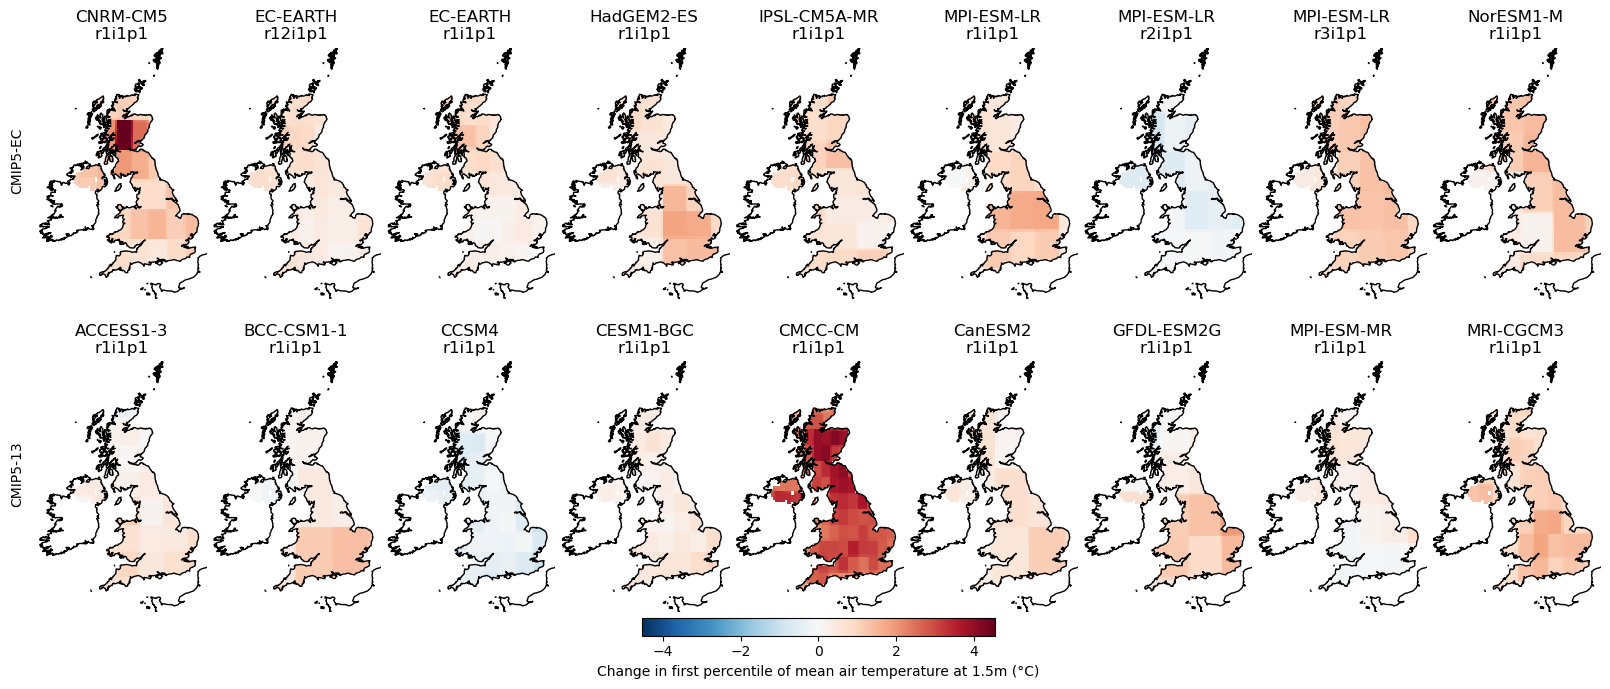 CNRM-CM5
r1i1p1
EC-EARTH
r12i1p1
EC-EARTH
r1i1p1
HadGEM2-ES
r1i1p1
IPSL-CM5A-MR
r1i1p1
MPI-ESM-LR
r1i1p1
MPI-ESM-LR
r2i1p1
MPI-ESM-LR
r3i1p1
NorESM1-M
r1i1p1
CMIP5-EC
ACCESS1-3
r1i1p1
BCC-CSM1-1
r1i1p1
CCSM4
r1i1p1
CESM1-BGC
r1i1p1
CMCC-CM
r1i1p1
CanESM2
r1i1p1
GFDL-ESM2G
r1i1p1
MPI-ESM-MR
r1i1p1
MRI-CGCM3
r1i1p1
CMIP5-13
−4 −2 0 2 4
Change in first percentile of mean air temperature at 1.5m (°C)